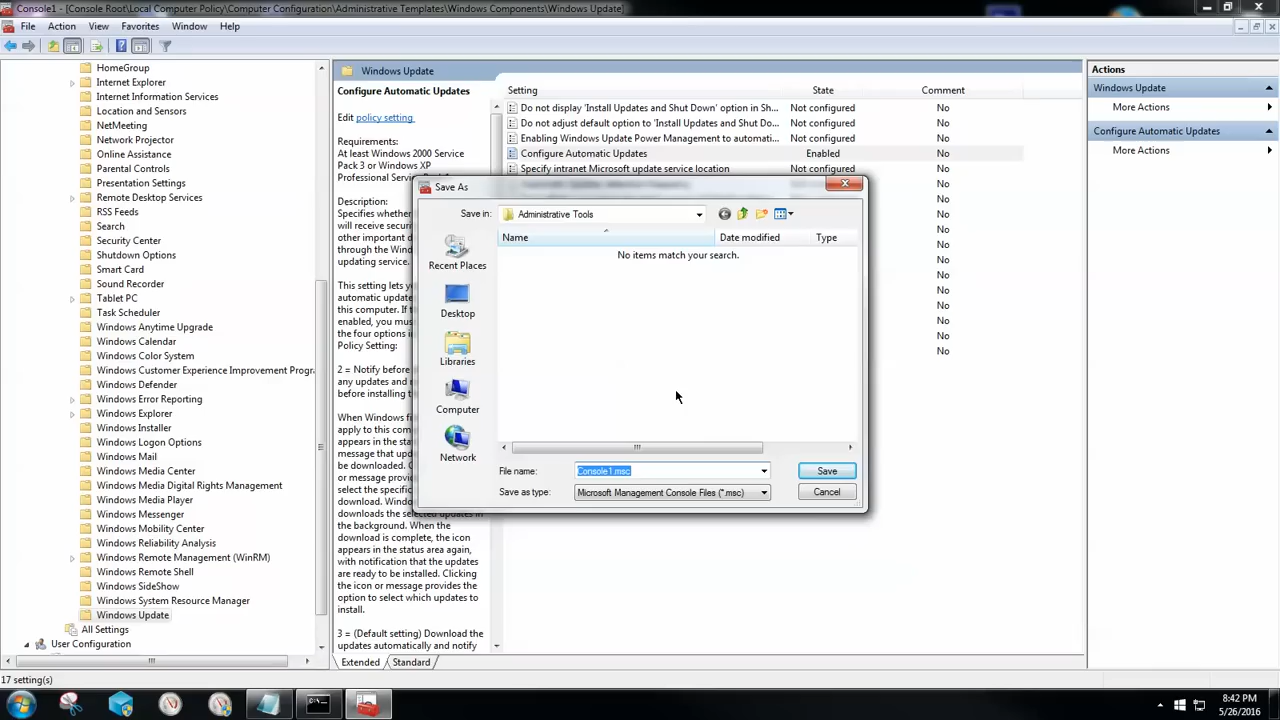 Console1 - [Console Root\Local Computer Policy\Computer Configuration\Administrative Templates\Windows Components\Windows Update]
File Action View Favorites Window Help
HomeGroup
Internet Explorer
Internet Information Services
Location and Sensors
NetMeeting
Network Projector
Online Assistance
Parental Controls
Presentation Settings
Remote Desktop Services
RSS Feeds
Search
Security Center
Shutdown Options
Smart Card
Sound Recorder
Tablet PC
Task Scheduler
Windows Anytime Upgrade
Windows Calendar
Windows Color System
Windows Customer Experience Improvement Progr
Windows Defender
Windows Error Reporting
Windows Explorer
Windows Installer
Windows Logon Options
Windows Mail
Windows Media Center
Windows Media Digital Rights Management
Windows Media Player
Windows Messenger
Windows Mobility Center
Windows Reliability Analysis
Windows Remote Management (WinRM)
Windows Remote Shell
Windows SideShow
Windows System Resource Manager
Windows Update
All Settings
User Configuration
17 setting(s)
Windows Update
Configure Automatic Updates
Edit policy setting.
Requirements:
At least Windows 2000 Service
Pack 3 or Windows XP
Professional Serv
Description:
Specifies whethe
will receive secur
other important d
through the Wind
updating service.
This setting lets y
automatic update
this computer. If t
enabled, you mus
the four options i
Policy Setting:
2 = Notify before
any updates and
before installing t
When Windows fi
apply to this comp
appears in the sta
message that upd
be downloaded. C
or message provid
select the specific
download. Windo
downloads the selected updates in
the background. When the
download is complete, the icon
appears in the status area again,
with notification that the updates
are ready to be installed. Clicking
the icon or message provides the
option to select which updates to
install.
3 = (Default setting) Download the
updates automatically and notify
Extended Standard
Setting State Comment
Do not display 'Install Updates and Shut Down' option in Sh... Not configured No
Do not adjust default option to 'Install Updates and Shut Do... Not configured No
Enabling Windows Update Power Management to automati... Not configured No
Configure Automatic Updates Enabled No
Specify intranet Microsoft update service location Not configured No
No
No
No
No
No
No
No
No
No
No
No
No
Save As
Save in: Administrative Tools
Name Date modified Type
No items match your search.
Recent Places
Desktop
Libraries
Computer
Network
File name: Console1.msc Save
Save as type: Microsoft Management Console Files (*.msc) Cancel
Actions
Windows Update
More Actions
Configure Automatic Updates
More Actions
8:42 PM
5/26/2016